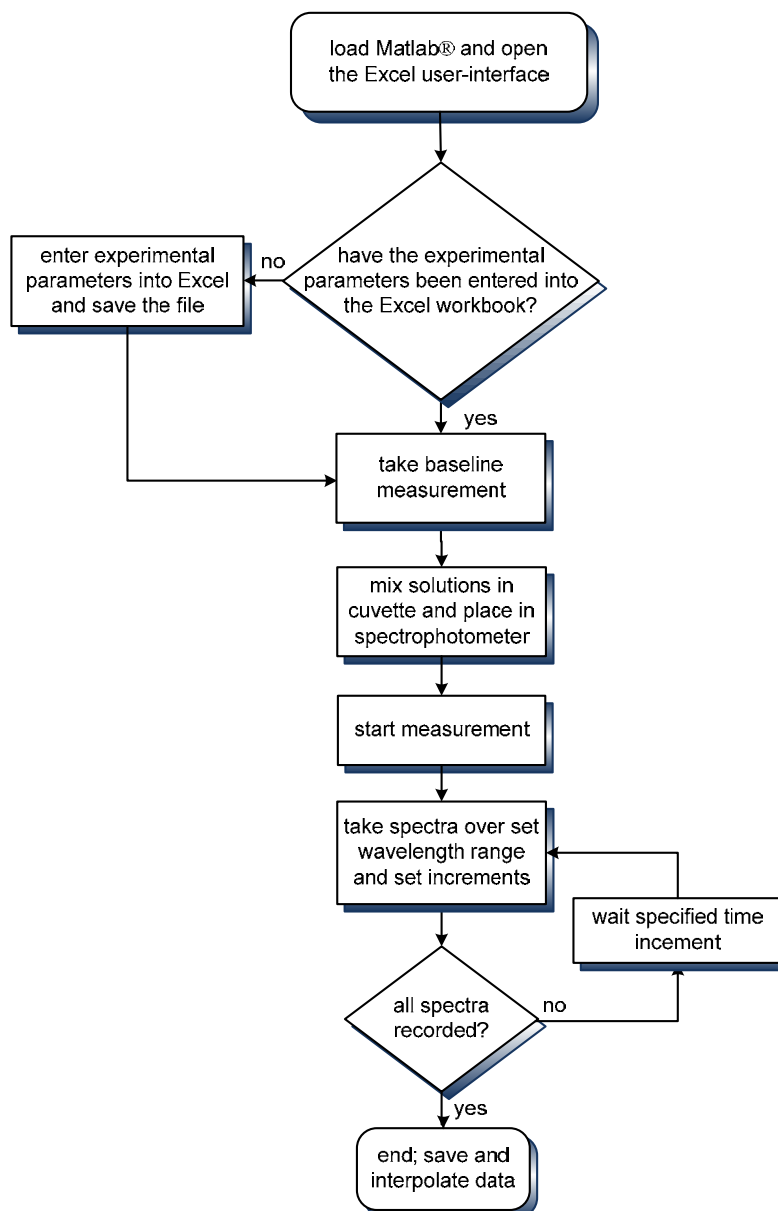 load Matlab® and open
the Excel user-interface
have the experimental
parameters been entered into
the Excel workbook?
no
enter experimental
parameters into Excel
and save the file
yes
take baseline
measurement
mix solutions in
cuvette and place in
spectrophotometer
start measurement
take spectra over set
wavelength range
and set increments
wait specified time
incement
all spectra
recorded?
no
yes
end; save and
interpolate data